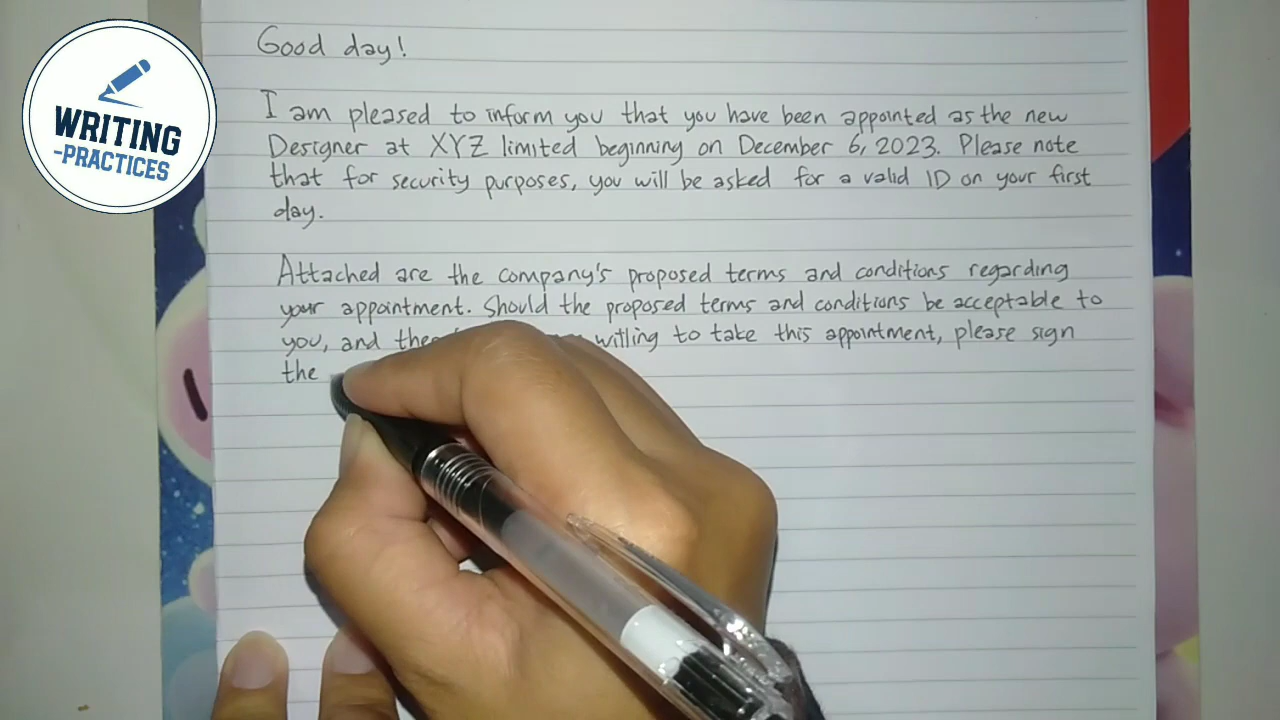 WRITING
-PRACTICES
Good day!
I am pleased to inform you that you have been appointed as the new
Designer at XYZ limited beginning on December 6, 2023. Please note
that for security purposes, you will be asked for a valid ID on your first
day.
Attached are the company's proposed terms and conditions regarding
your appointment. Should the proposed terms and conditions be acceptable to
you, and willing to take this appointment, please sign
the